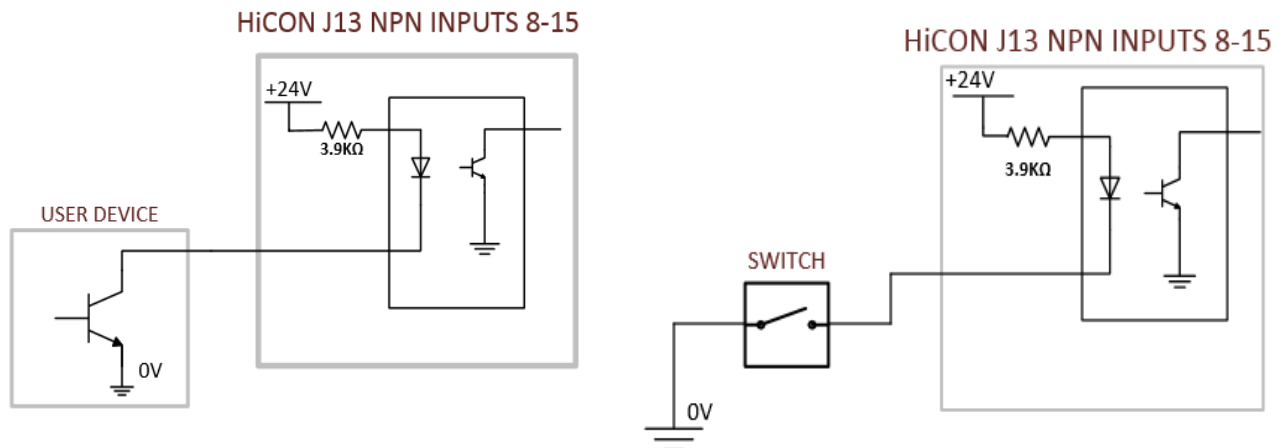 HiCON J13 NPN INPUTS 8-15
+24V
3.9KΩ
USER DEVICE
0V
HiCON J13 NPN INPUTS 8-15
+24V
3.9KΩ
SWITCH
0V